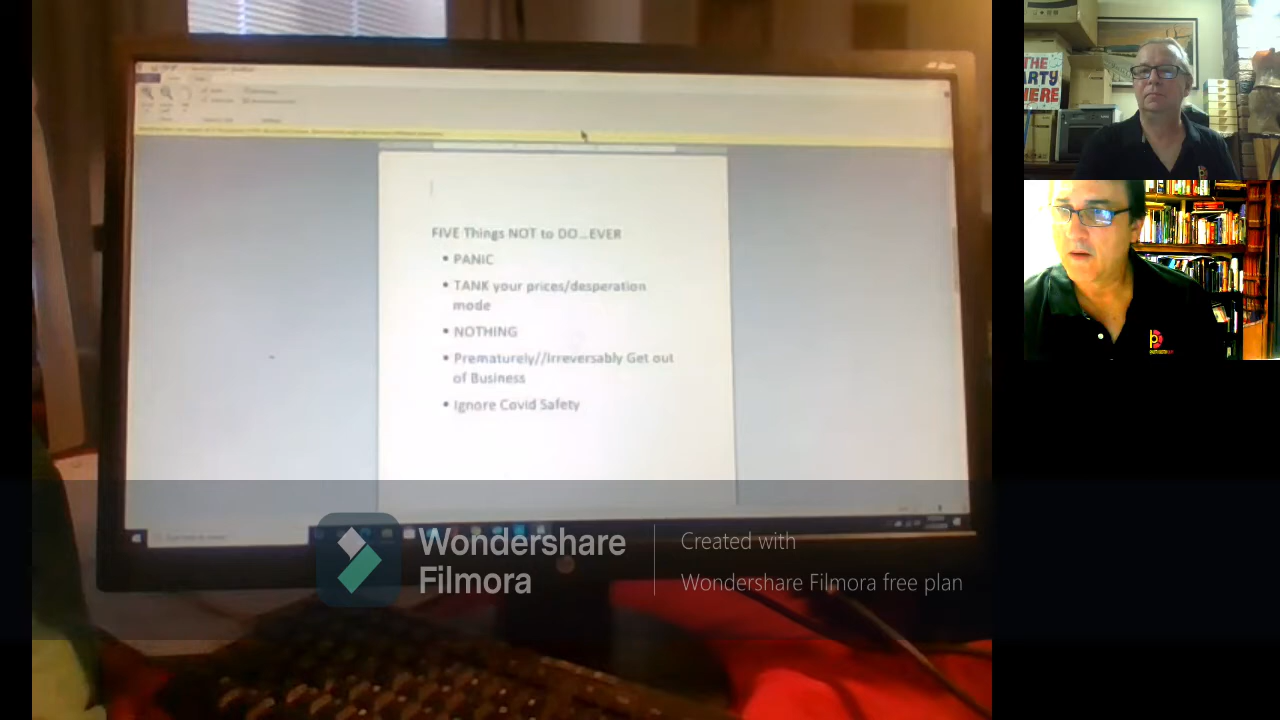 FIVE Things NOT to DO...EVER
• PANIC
• TANK your prices/desperation
mode
• NOTHING
• Prematurely//Irreversably Get out
of Business
• Ignore Covid Safety
Wondershare
Filmora
Created with
Wondershare Filmora free plan
THE
HERE